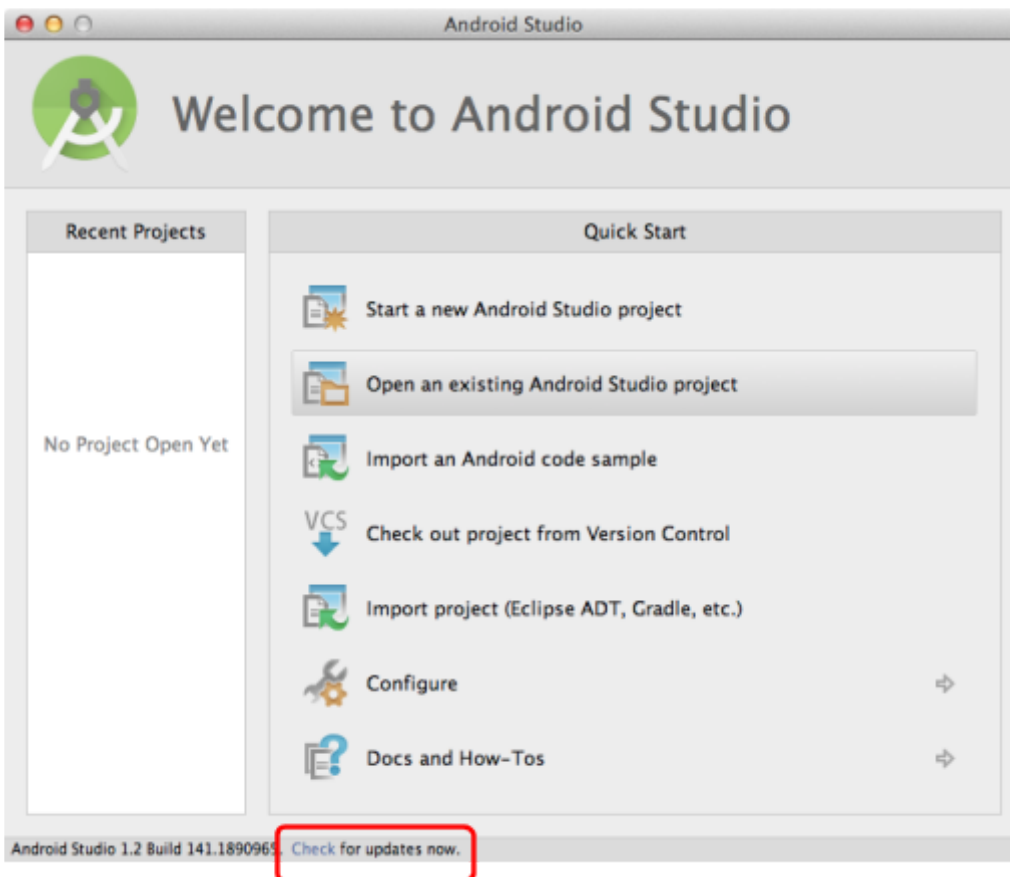 Android Studio
Welcome to Android Studio
Recent Projects
No Project Open Yet
Quick Start
Start a new Android Studio project
Open an existing Android Studio project
Import an Android code sample
VCS
Check out project from Version Control
Import project (Eclipse ADT, Gradle, etc.)
Configure
Docs and How-Tos
Android Studio 1.2 Build 141.1890965. Check for updates now.